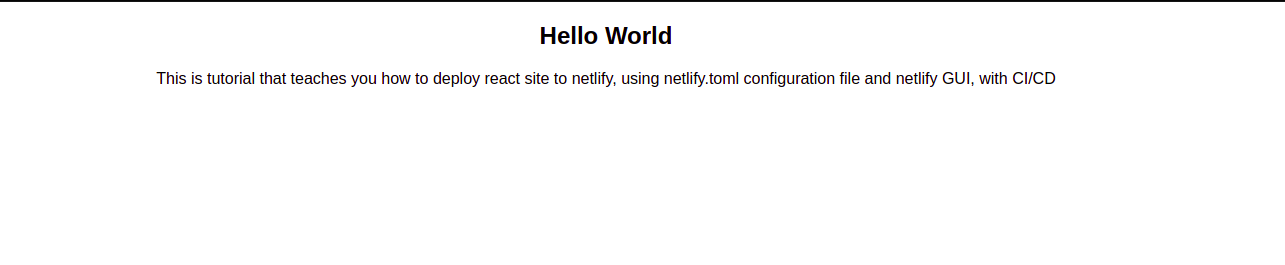 Hello World
This is tutorial that teaches you how to deploy react site to netlify, using netlify.toml configuration file and netlify GUI, with CI/CD